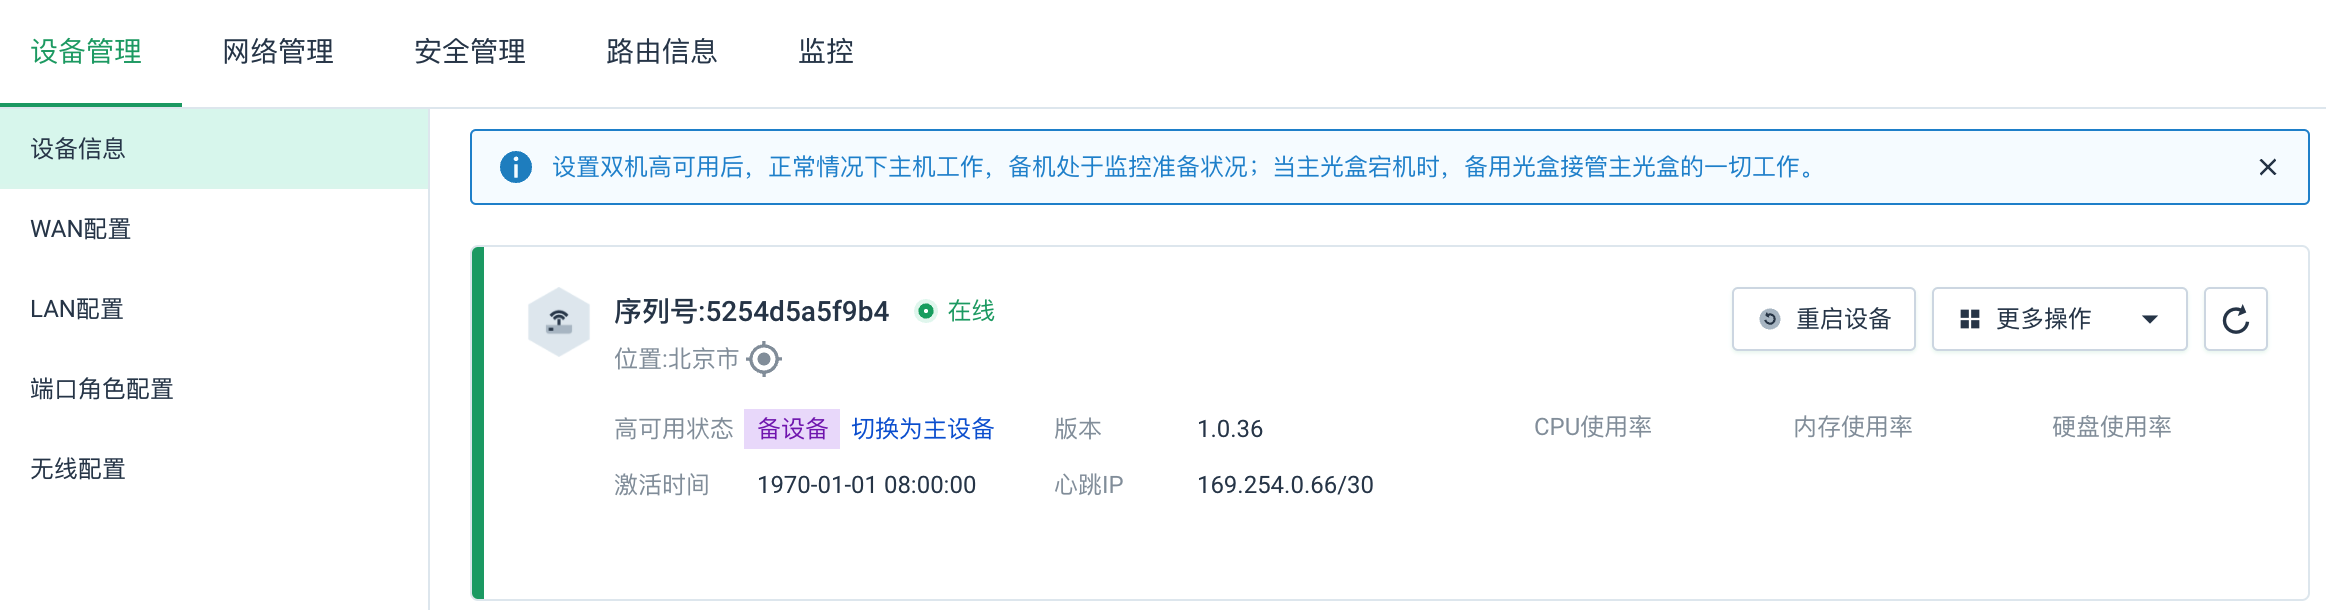 设备管理 网络管理 安全管理 路由信息 监控
设备信息
WAN配置
LAN配置
端口角色配置
无线配置
设置双机高可用后，正常情况下主机工作，备机处于监控准备状况；当主光盒宕机时，备用光盒接管主光盒的一切工作。
序列号:5254d5a5f9b4 在线
重启设备 更多操作
位置:北京市
高可用状态 备设备 切换为主设备 版本 1.0.36 CPU使用率 内存使用率 硬盘使用率
激活时间 1970-01-01 08:00:00 心跳IP 169.254.0.66/30